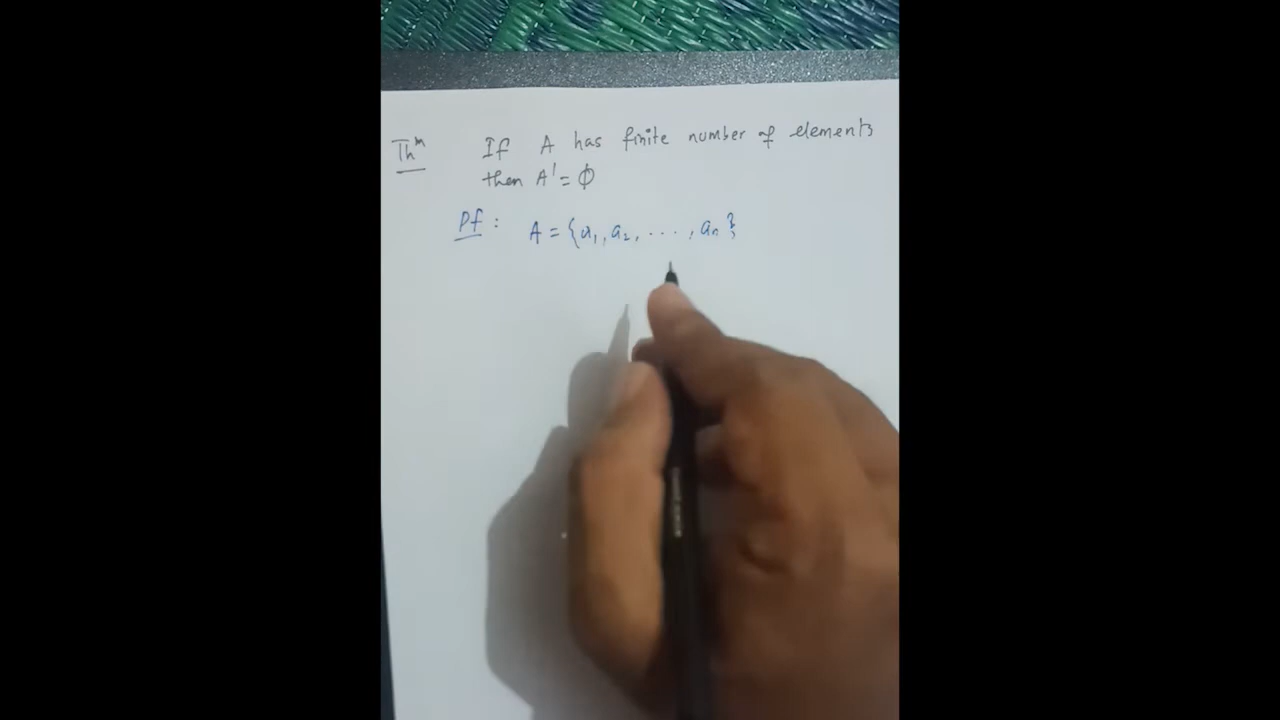 Thᵐ If A has finite number of elements
then A' = ϕ
Pf : A = {a₁, a₂, ..., aₙ}